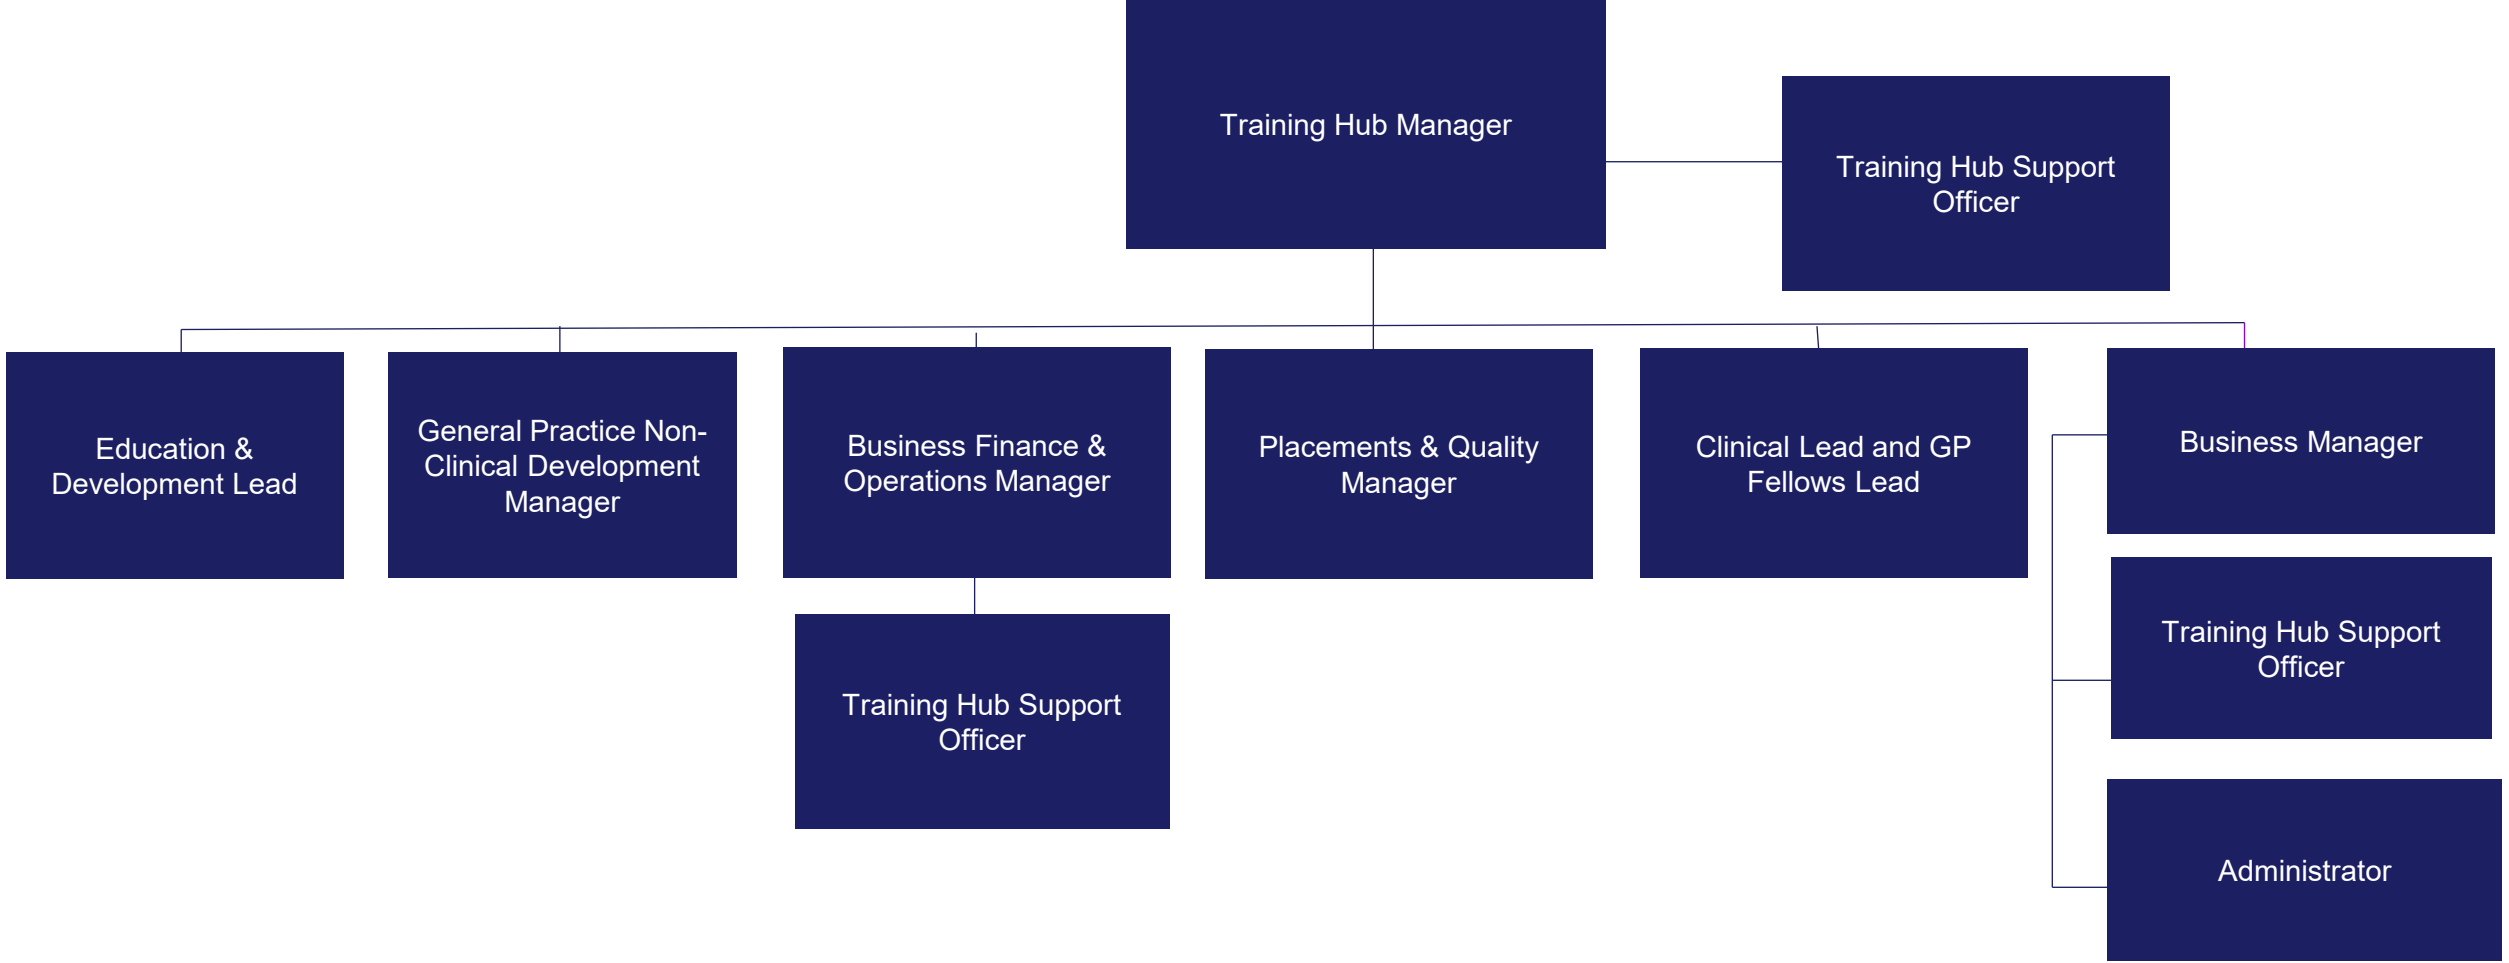 Training Hub Manager
Training Hub Support
Officer
Education &
Development Lead
General Practice Non-
Clinical Development
Manager
Business Finance &
Operations Manager
Placements & Quality
Manager
Clinical Lead and GP
Fellows Lead
Business Manager
Training Hub Support
Officer
Training Hub Support
Officer
Administrator